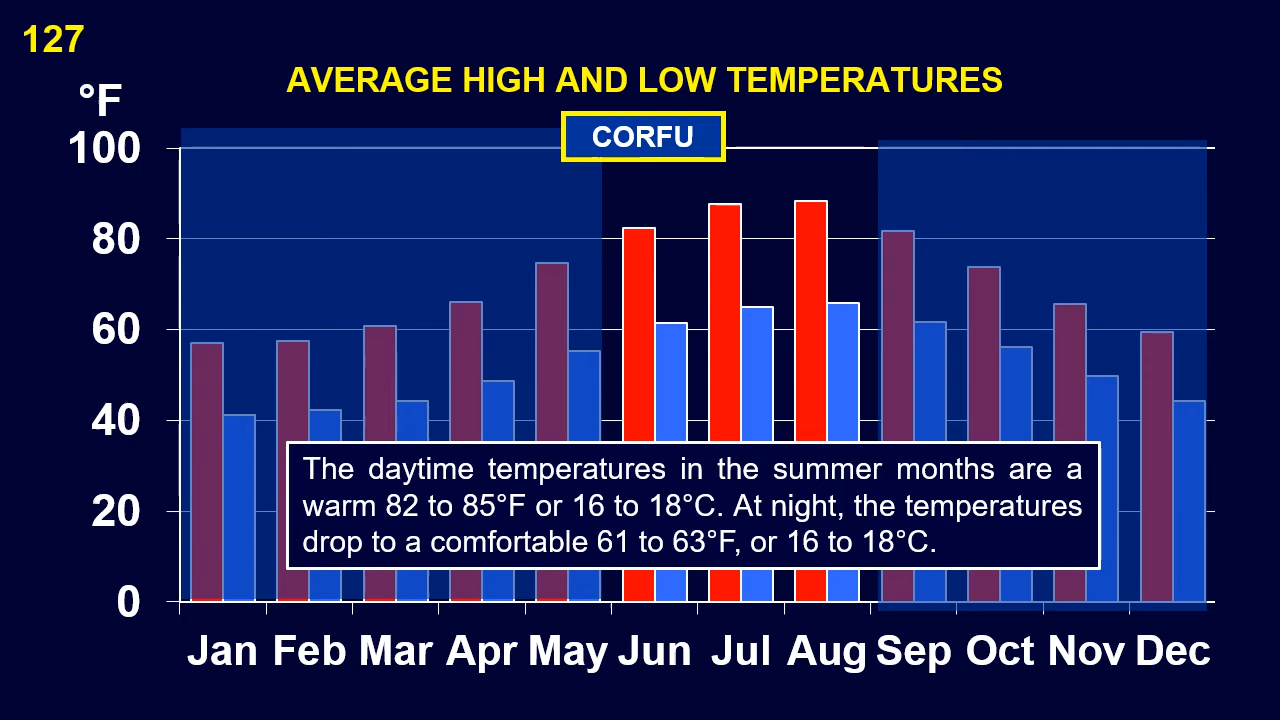 127
AVERAGE HIGH AND LOW TEMPERATURES
°F
CORFU
100
80
60
40
20
0
The daytime temperatures in the summer months are a
warm 82 to 85°F or 16 to 18°C. At night, the temperatures
drop to a comfortable 61 to 63°F, or 16 to 18°C.
Jan Feb Mar Apr May Jun Jul Aug Sep Oct Nov Dec